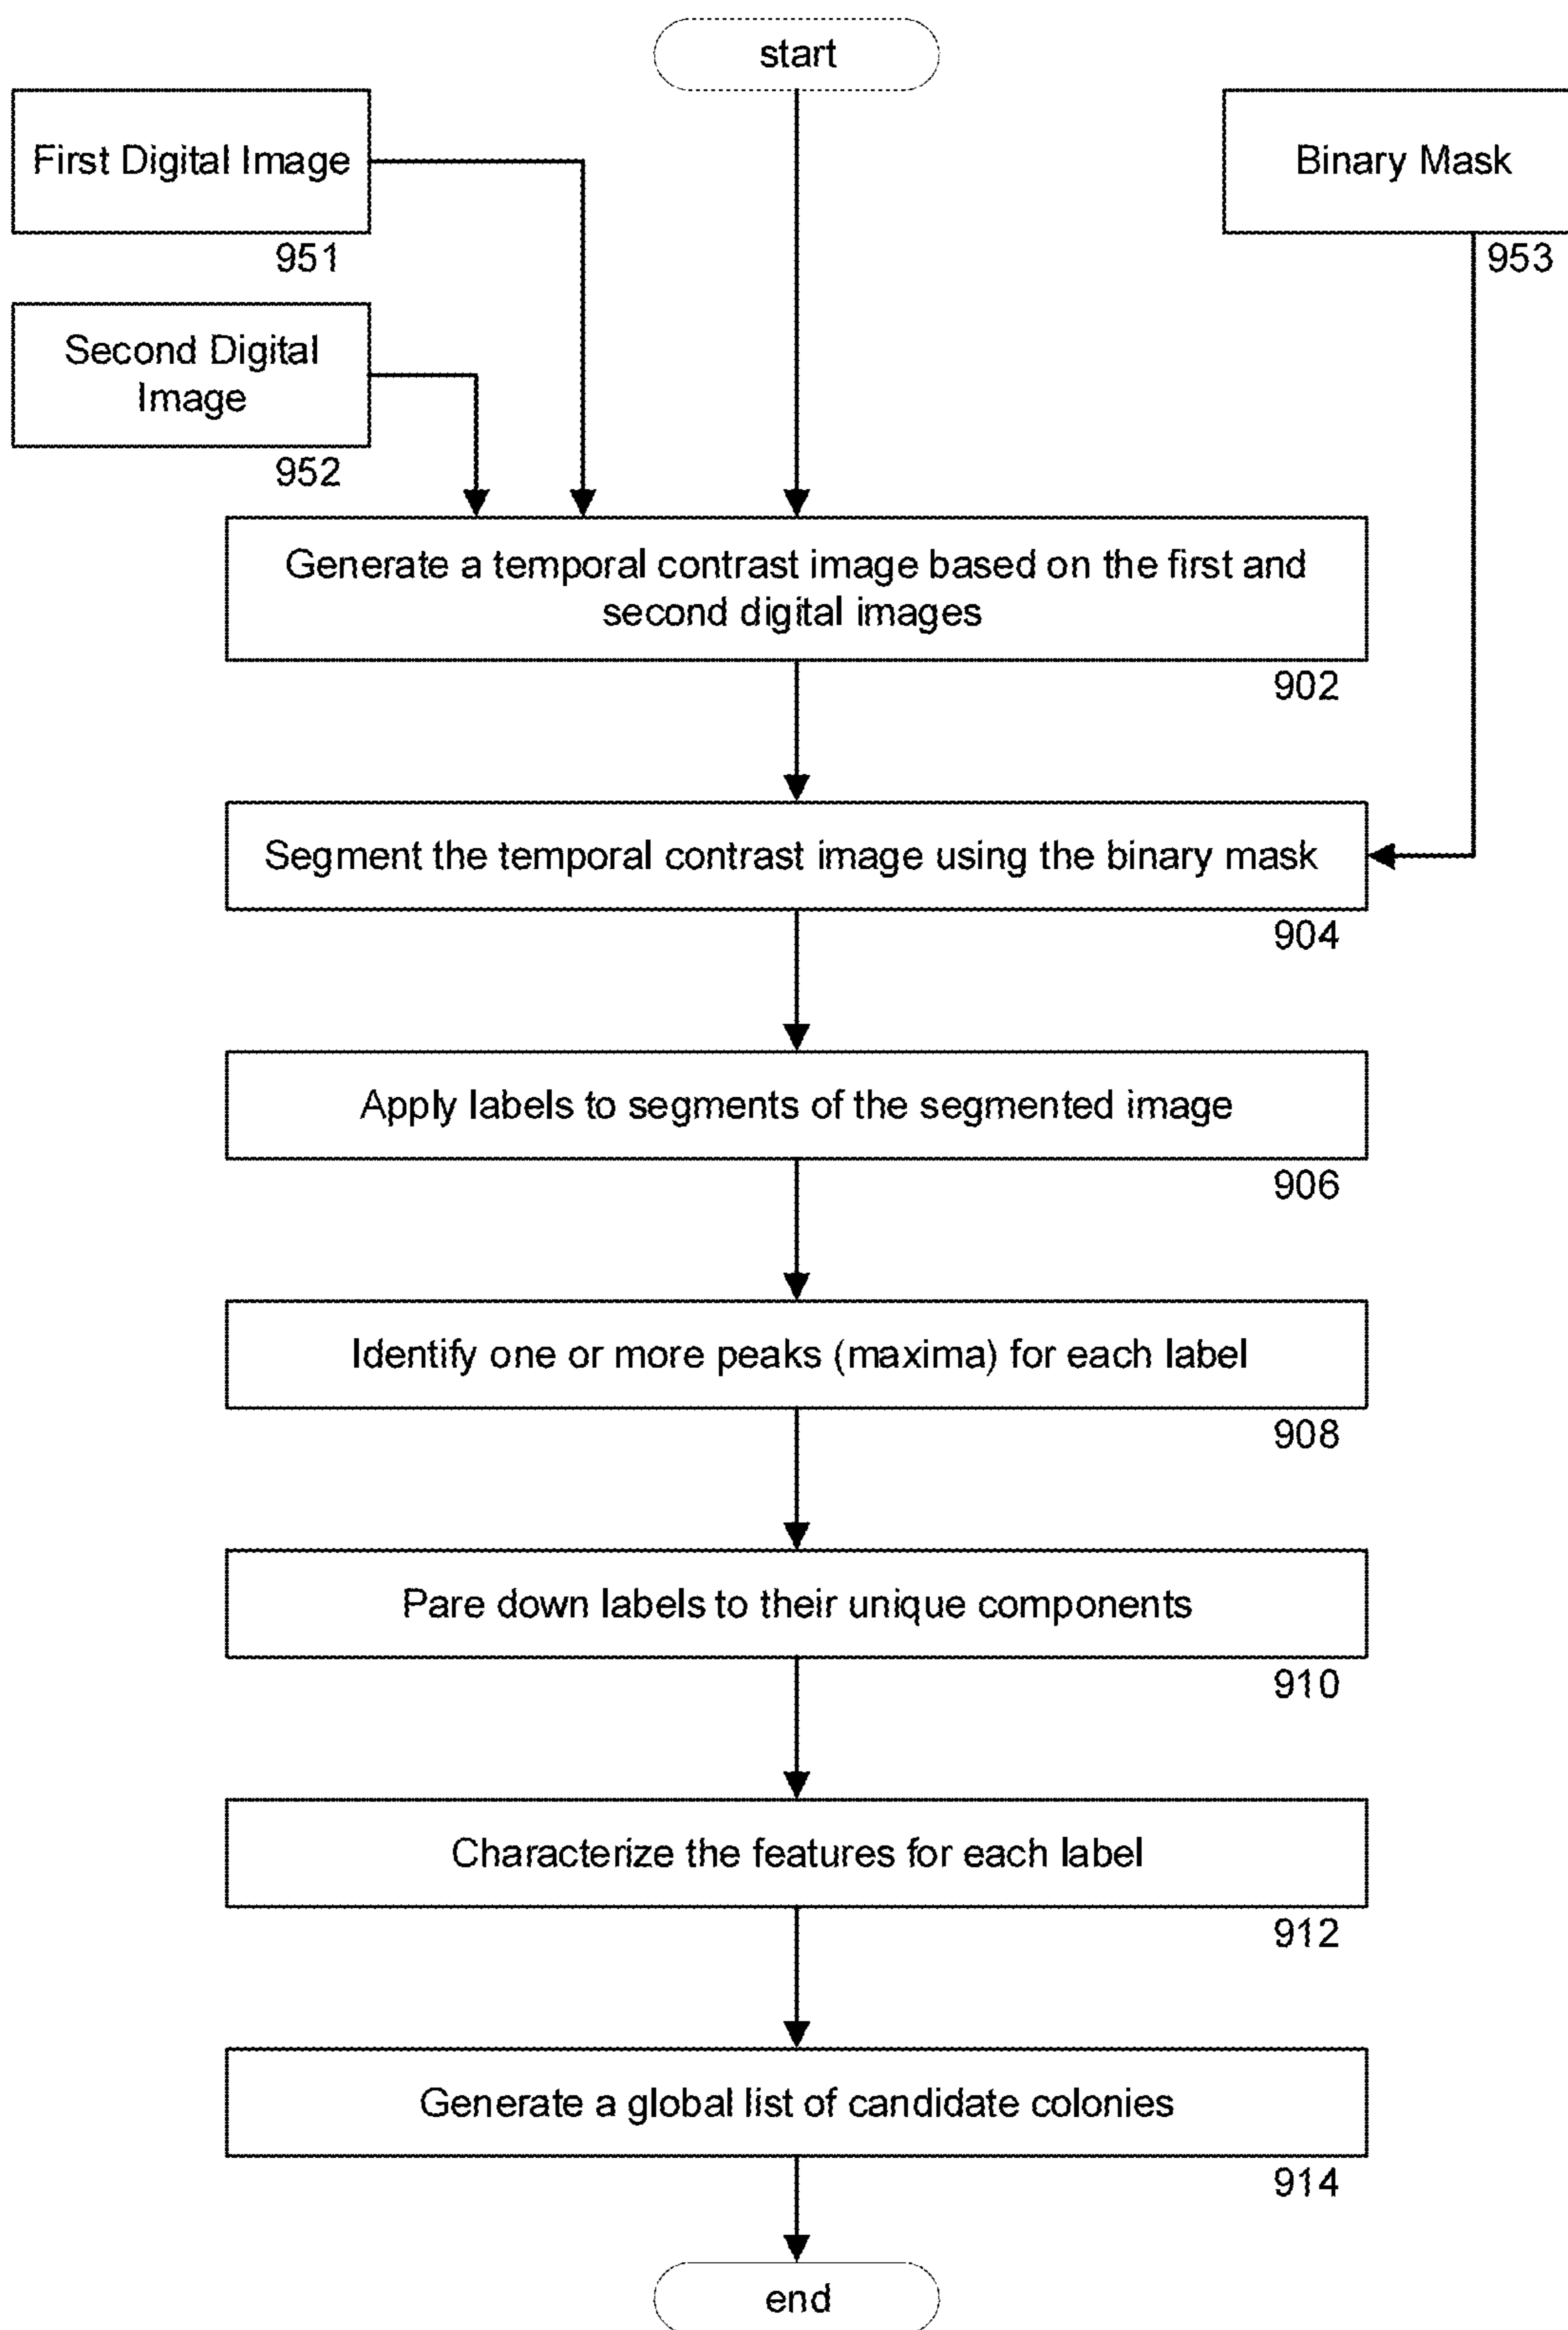 start
First Digital Image
951
Binary Mask
953
Second Digital
Image
952
Generate a temporal contrast image based on the first and
second digital images
902
Segment the temporal contrast image using the binary mask
904
Apply labels to segments of the segmented image
906
Identify one or more peaks (maxima) for each label
908
Pare down labels to their unique components
910
Characterize the features for each label
912
Generate a global list of candidate colonies
914
end